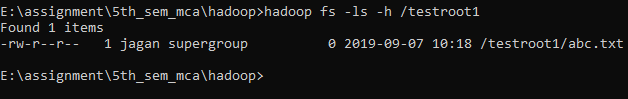 E:\assignment\5th_sem_mca\hadoop>hadoop fs -ls -h /testroot1
Found 1 items
-rw-r--r--   1 jagan supergroup          0 2019-09-07 10:18 /testroot1/abc.txt
E:\assignment\5th_sem_mca\hadoop>